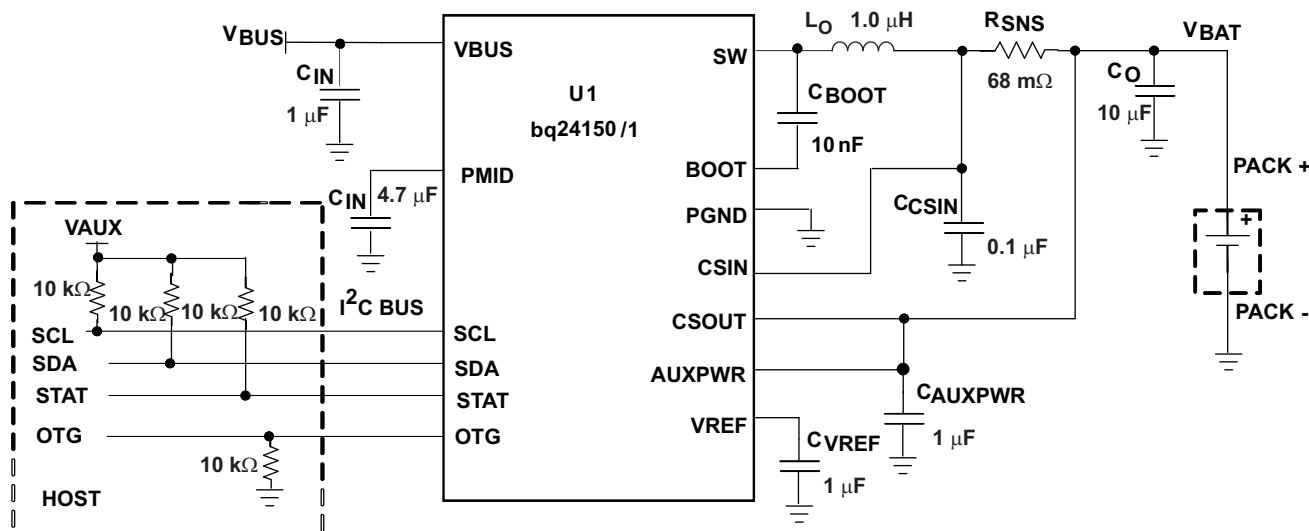 VBUS
CIN
1 μF
VBUS
PMID
CIN
4.7 μF
VAUX
10 kΩ
10 kΩ
10 kΩ
I2C BUS
SCL
SDA
STAT
OTG
10 kΩ
HOST
SCL
SDA
STAT
OTG
U1
bq24150/1
SW
BOOT
PGND
CSIN
CSOUT
AUXPWR
VREF
LO 1.0 μH
CBOOT
10 nF
RSNS
68 mΩ
CCSIN
0.1 μF
CO
10 μF
VBAT
PACK +
+
PACK -
CAUXPWR
1 μF
CVREF
1 μF